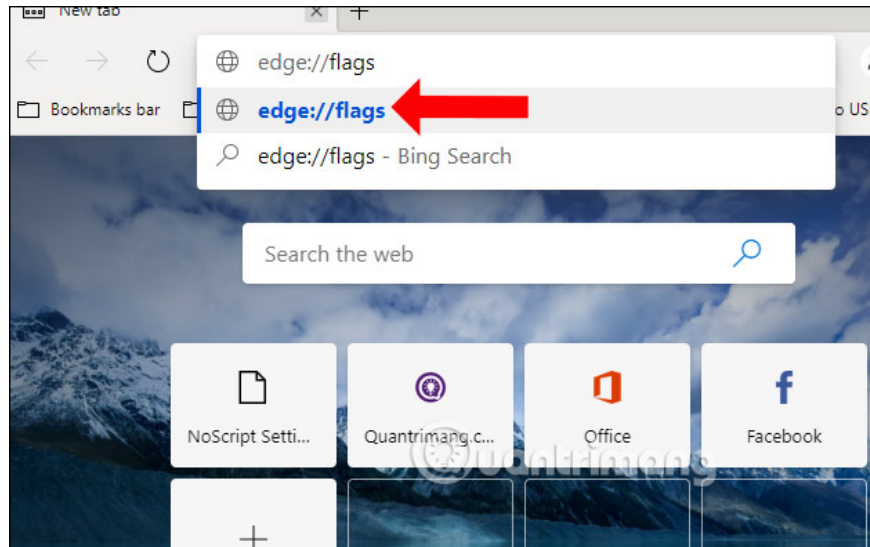 New tab
edge://flags
Bookmarks bar
edge://flags
o US
edge://flags - Bing Search
Search the web
NoScript Setti...
Quantrimang.c...
Office
Facebook
Quantrimang